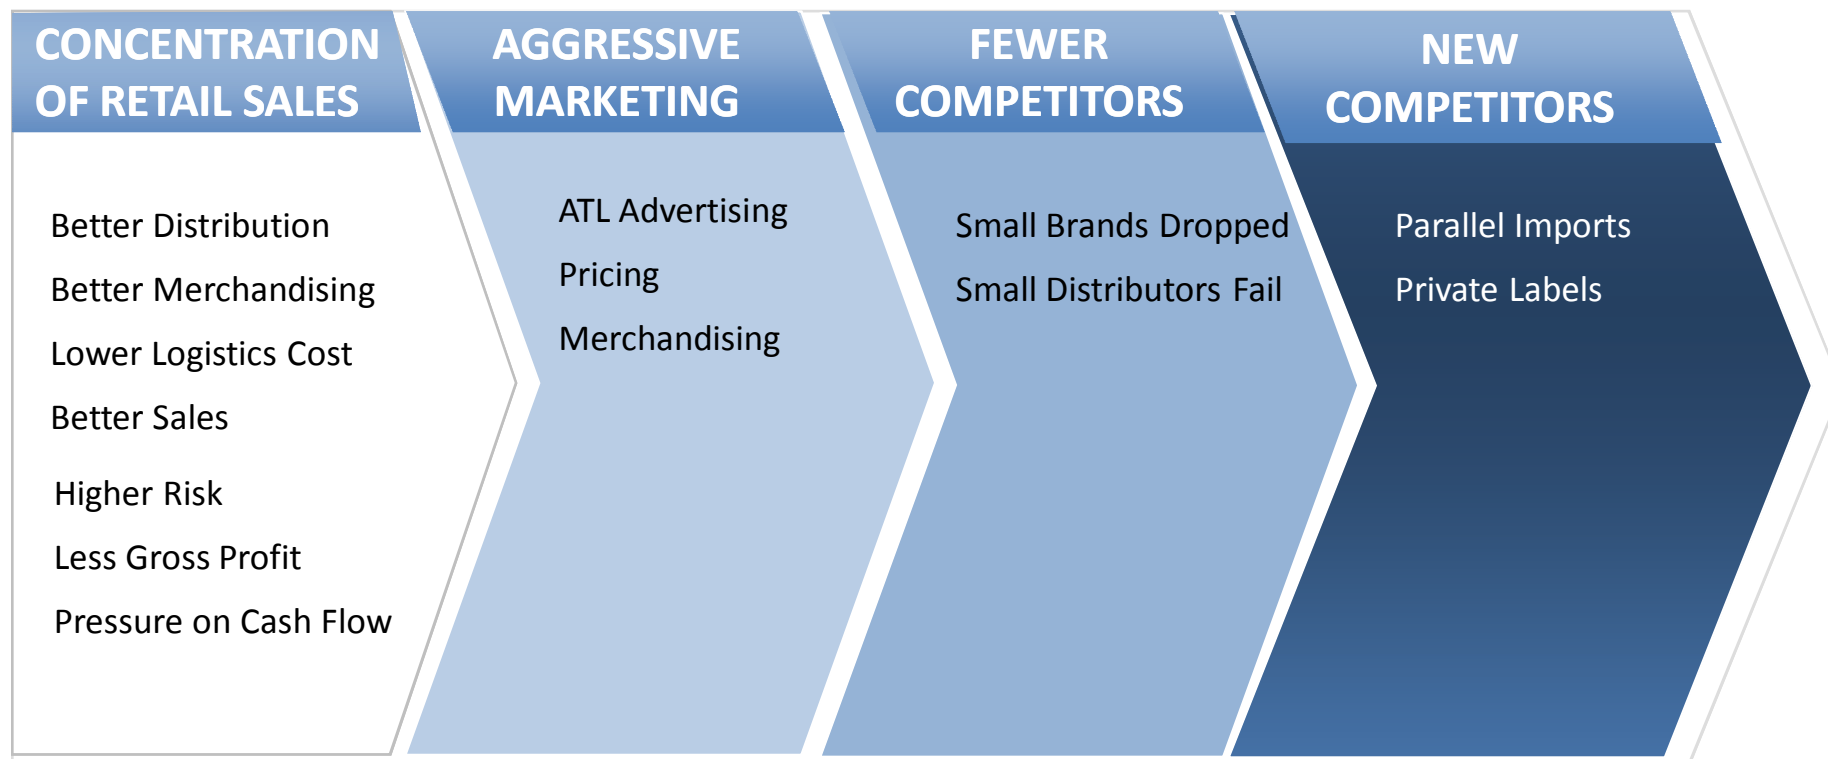 CONCENTRATION
OF RETAIL SALES
Better Distribution
Better Merchandising
Lower Logistics Cost
Better Sales
Higher Risk
Less Gross Profit
Pressure on Cash Flow
AGGRESSIVE
MARKETING
ATL Advertising
Pricing
Merchandising
FEWER
COMPETITORS
Small Brands Dropped
Small Distributors Fail
NEW
COMPETITORS
Parallel Imports
Private Labels